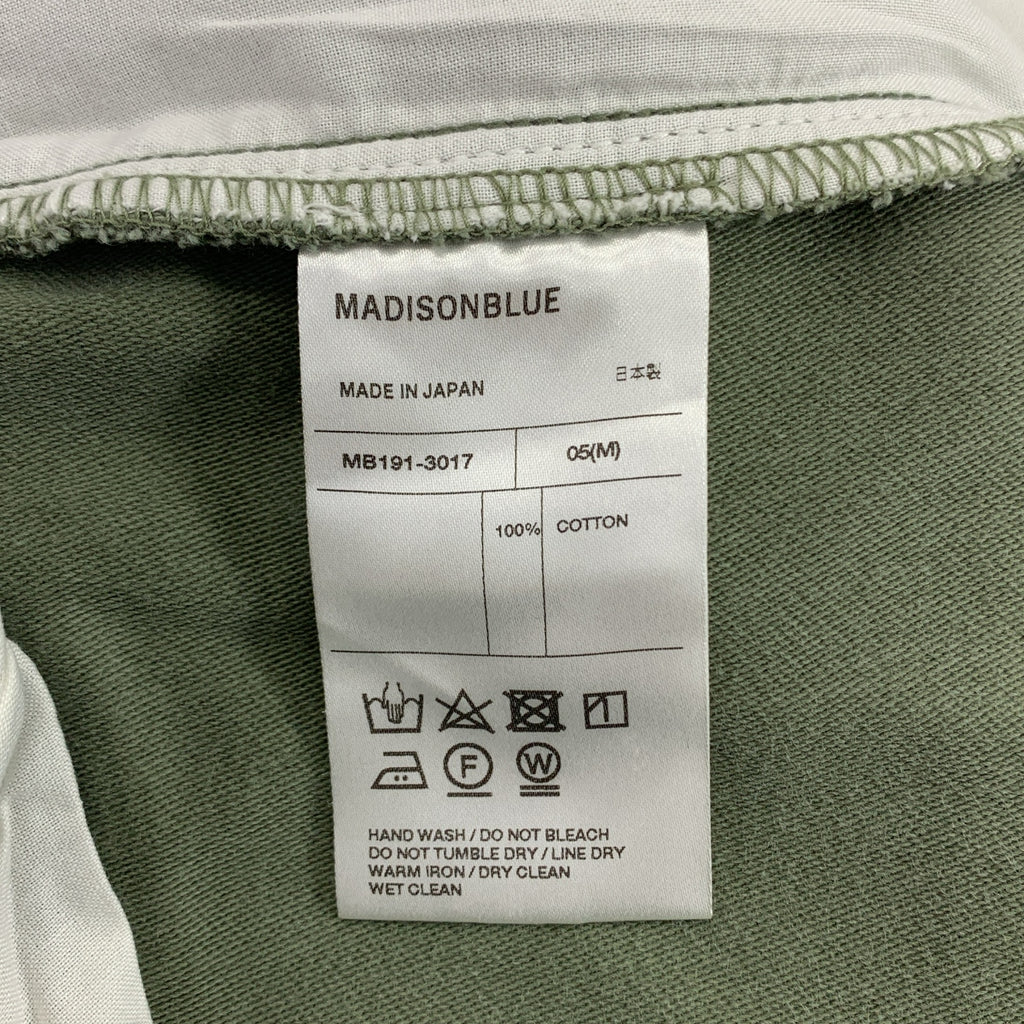 MADISONBLUE
MADE IN JAPAN 日本製
MB191-3017 05(M)
100% COTTON
F W
HAND WASH / DO NOT BLEACH
DO NOT TUMBLE DRY / LINE DRY
WARM IRON / DRY CLEAN
WET CLEAN